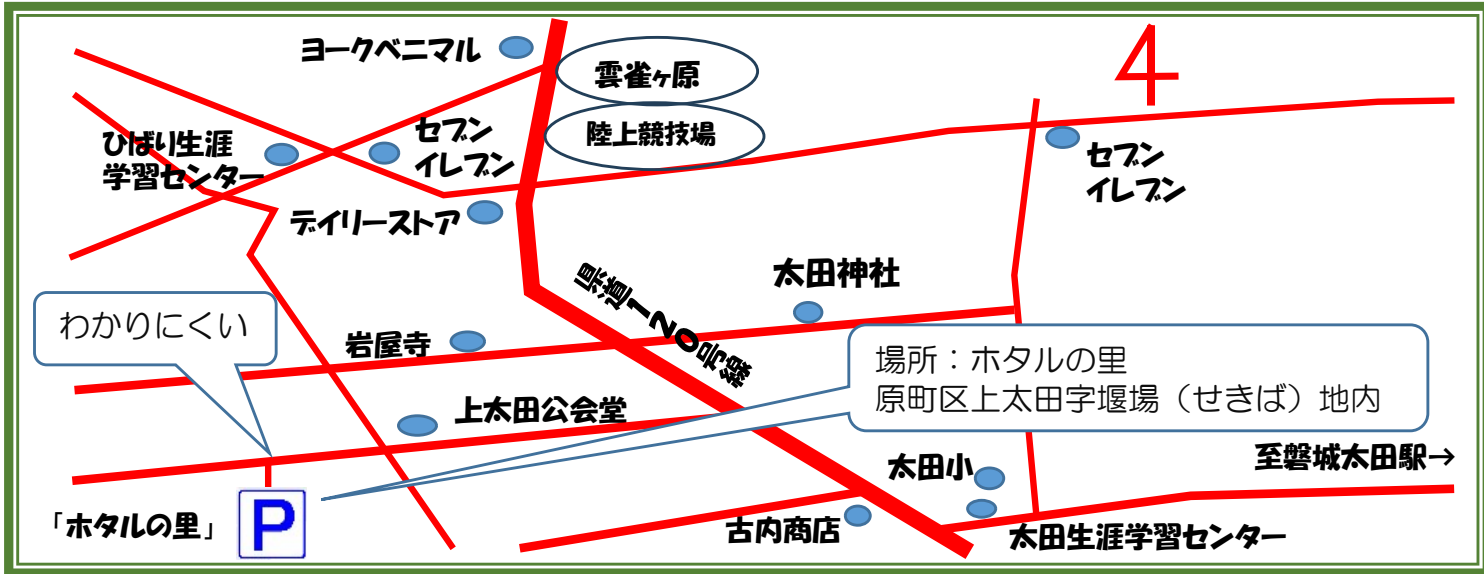 ヨークベニマル
雲雀ヶ原
陸上競技場
4
ひばり生涯
学習センター
セブン
イレブン
セブン
イレブン
デイリーストア
県道120号線
太田神社
わかりにくい
岩屋寺
場所：ホタルの里
原町区上太田字堰場（せきば）地内
上太田公会堂
太田小
至磐城太田駅→
「ホタルの里」
P
古内商店
太田生涯学習センター